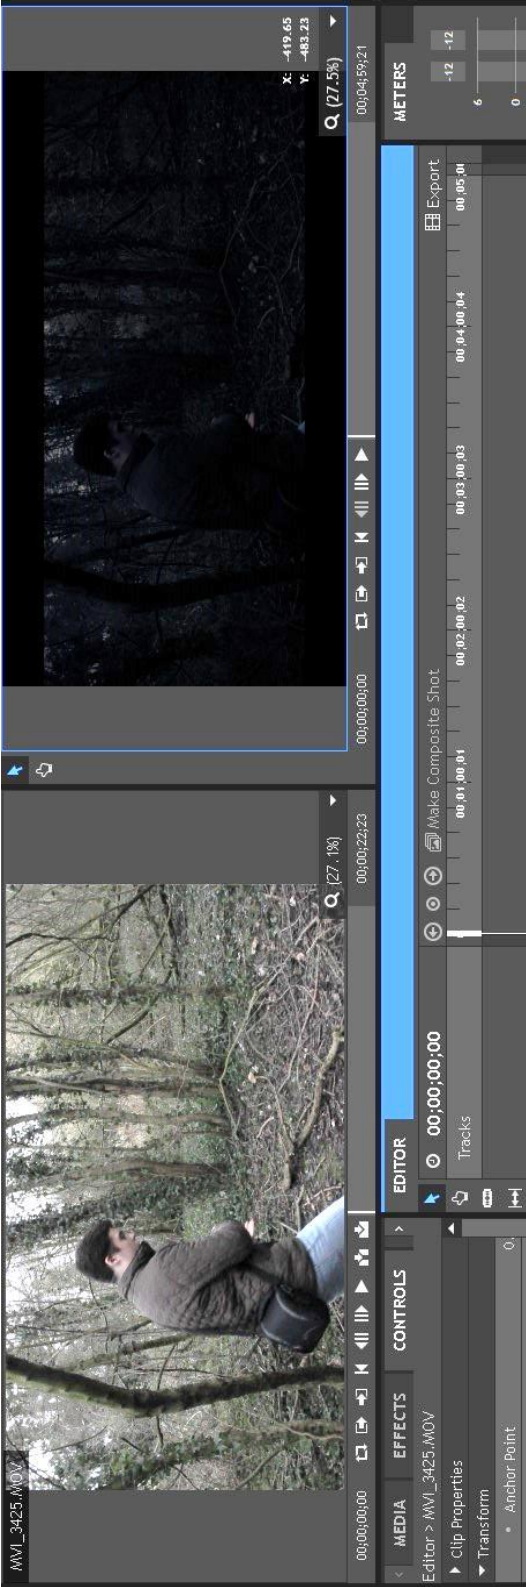 MVI_3425.MOV
(27.1%)
00;00;00;00
00;00;22;23
X: -419.65
Y: -483.23
(27.5%)
00;00;00;00
00;04;59;21
MEDIA
EFFECTS
CONTROLS
Editor > MVI_3425.MOV
Clip Properties
Transform
Anchor Point
0,
EDITOR
00;00;00;00
Make Composite Shot
Export
Tracks
00;01;00;01
00;02;00;02
00;03;00;03
00;04;00;04
00;05;0
METERS
-12 -12
6
0